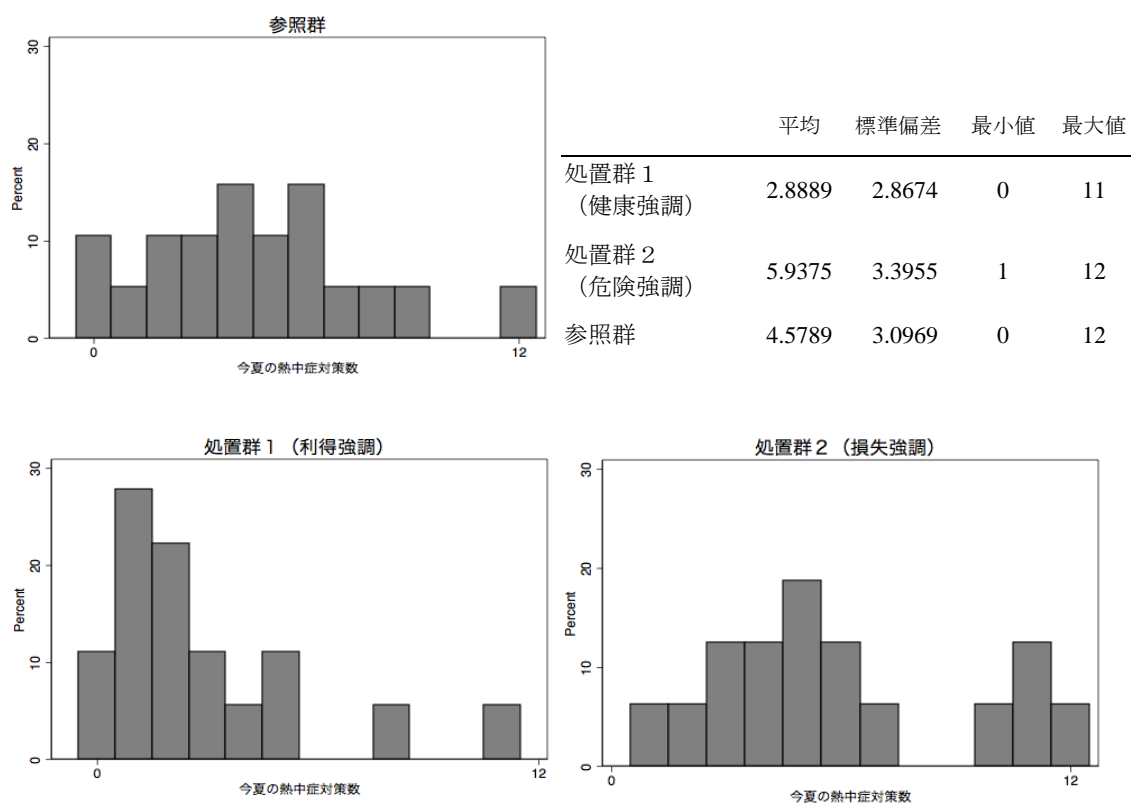 参照群
30
20
10
0
Percent
0 12
今夏の熱中症対策数
平均 標準偏差 最小値 最大値
処置群1
（健康強調）
2.8889 2.8674 0 11
処置群2
（危険強調）
5.9375 3.3955 1 12
参照群 4.5789 3.0969 0 12
処置群1（利得強調）
30
20
10
0
Percent
0 12
今夏の熱中症対策数
処置群2（損失強調）
30
20
10
0
Percent
0 12
今夏の熱中症対策数